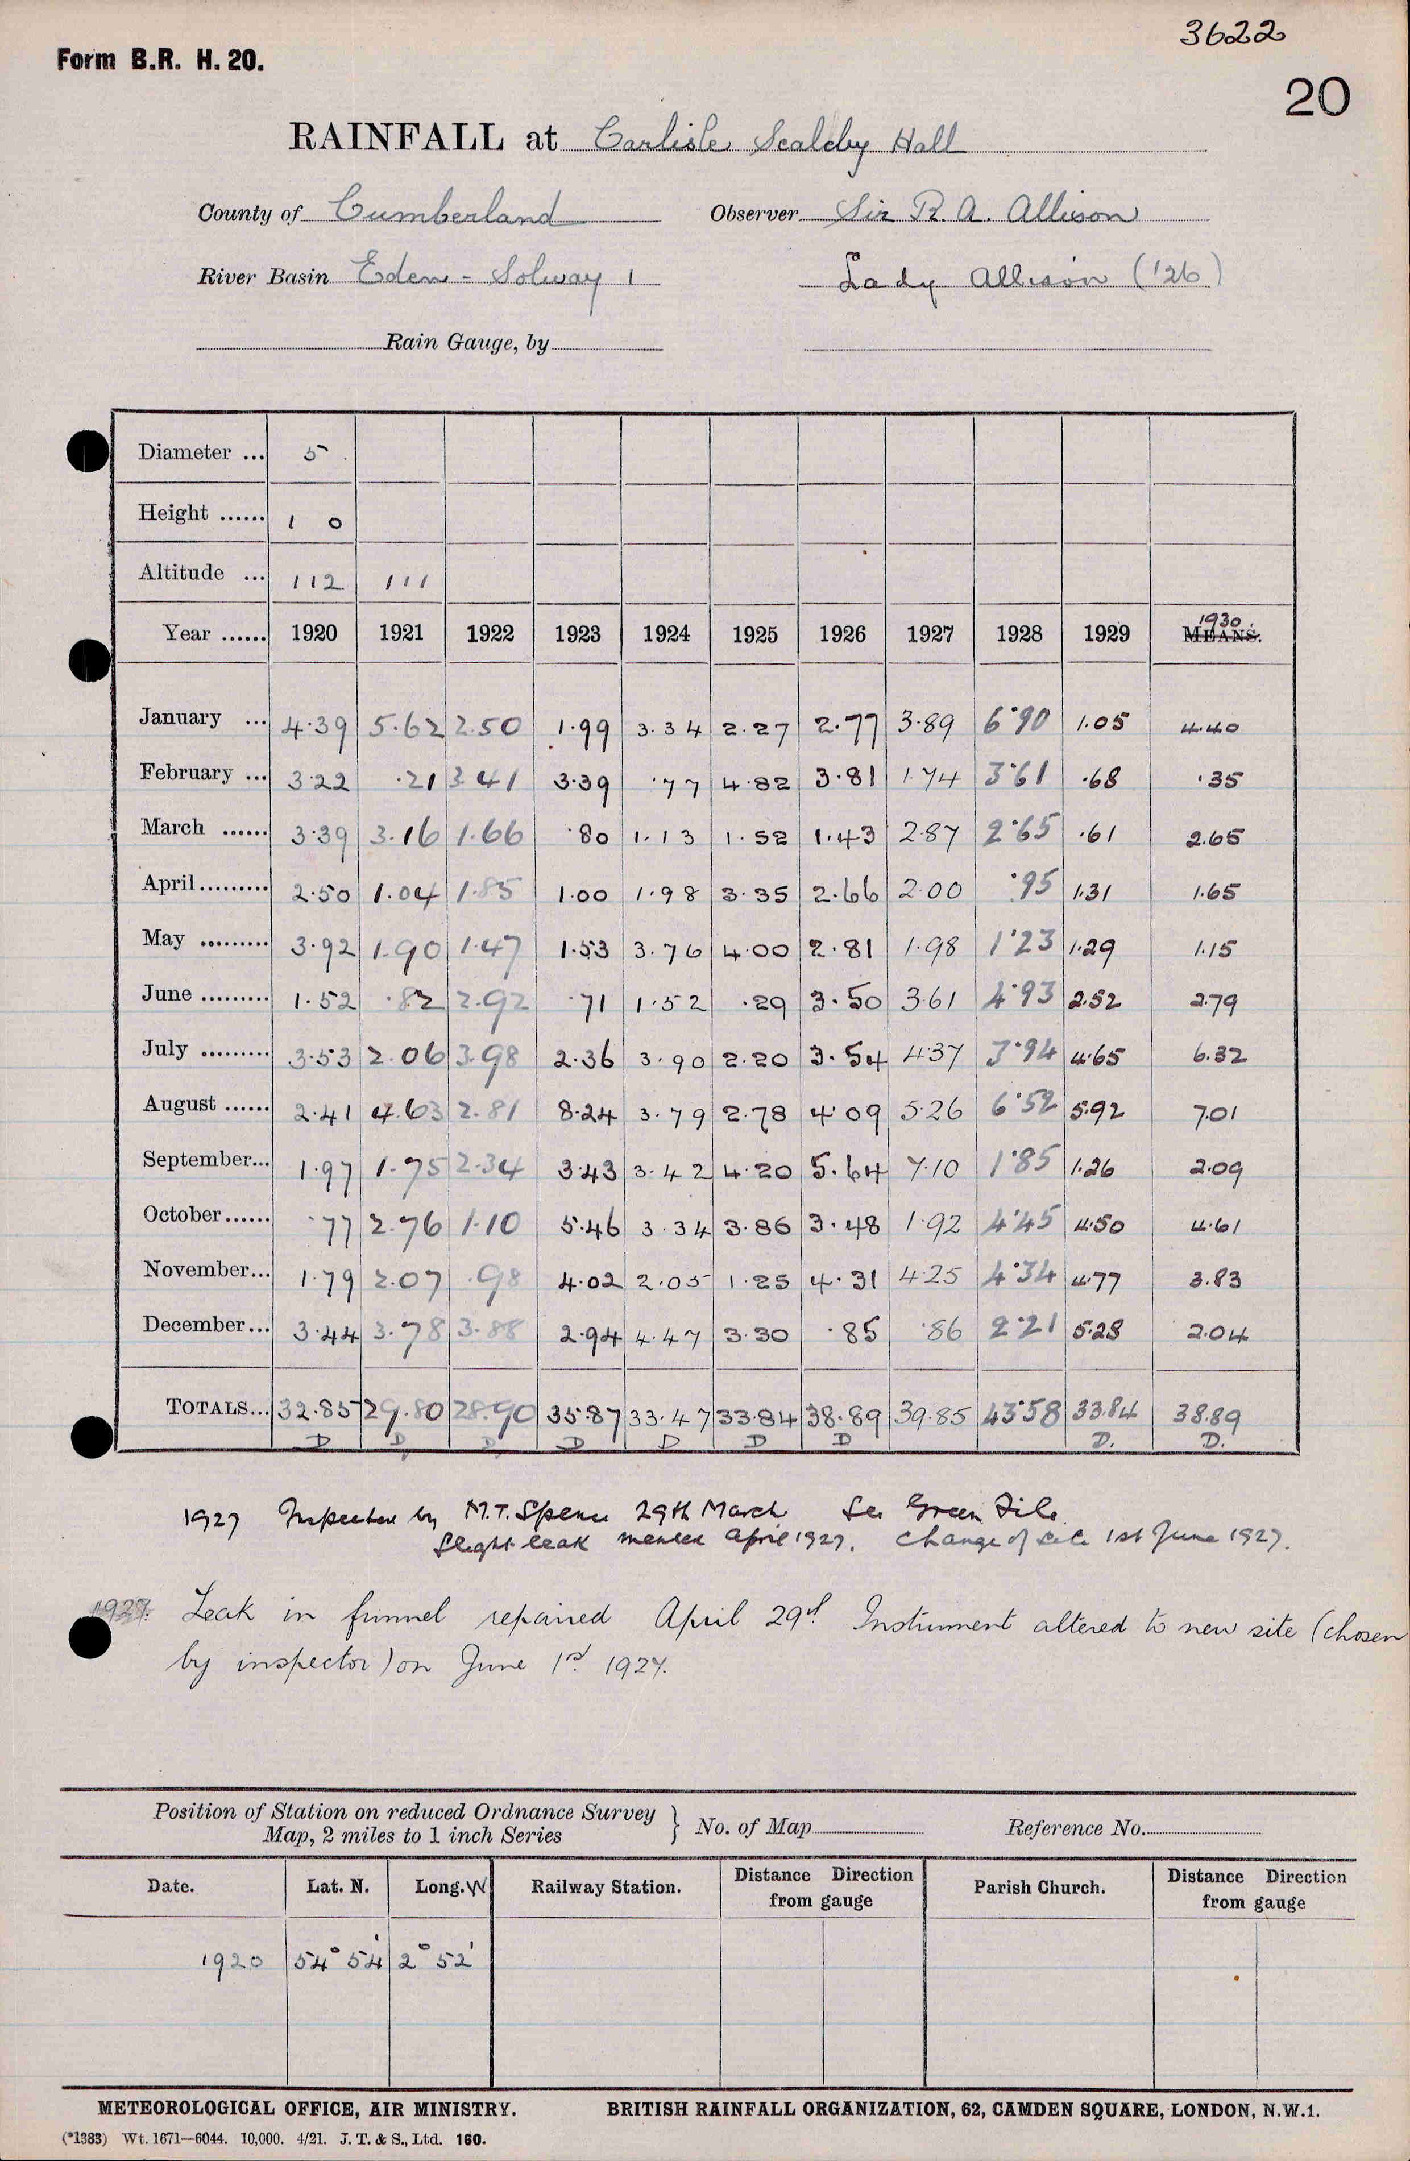 3622
Form B.R. H. 20.
20
RAINFALL at Carlisle Scaleby Hall
County of Cumberland Observer Sir R. A. Allison
River Basin Eden - Solway 1 Lady Allison ('26)
Rain Gauge, by
Diameter ... 5
Height ...... 1 0
Altitude ... 112 111
Year ...... 1920 1921 1922 1923 1924 1925 1926 1927 1928 1929 MEANS. 1930
January ... 4.39 5.62 2.50 1.99 3.34 2.27 2.77 3.89 6.90 1.05 4.40
February ... 3.22 .21 3.41 3.39 .77 4.82 3.81 1.74 3.61 .68 .35
March ...... 3.39 3.16 1.66 .80 1.13 1.52 1.43 2.87 2.65 .61 2.65
April......... 2.50 1.04 1.85 1.00 1.98 3.35 2.66 2.00 .95 1.31 1.65
May ......... 3.92 1.90 1.47 1.53 3.76 4.00 2.81 1.98 1.23 1.29 1.15
June ......... 1.52 .82 2.92 .71 1.52 .29 3.50 3.61 4.93 2.52 2.79
July ......... 3.53 2.06 3.98 2.36 3.90 2.20 3.54 4.37 3.94 4.65 6.32
August ...... 2.41 4.63 2.81 8.24 3.79 2.78 4.09 5.26 6.52 5.92 7.01
September... 1.97 1.75 2.34 3.43 3.42 4.20 5.64 7.10 1.85 1.26 2.09
October...... .77 2.76 1.10 5.46 3.34 3.86 3.48 1.92 4.45 4.50 4.61
November... 1.79 2.07 .98 4.02 2.05 1.25 4.31 4.25 4.34 4.77 3.83
December... 3.44 3.78 3.88 2.94 4.47 3.30 .85 .86 2.21 5.28 2.04
TOTALS... 32.85 29.80 28.90 35.87 33.47 33.84 38.89 39.85 43.58 33.84 38.89
D D D D D D D D. D.
1927 Inspected by M.T. Spence 29th March See Green File
Slight leak mended April 1927. Change of site 1st June 1927.
1927. Leak in funnel repaired April 29th Instrument altered to new site (chosen
by inspector) on June 1st 1927.
Position of Station on reduced Ordnance Survey
Map, 2 miles to 1 inch Series } No. of Map Reference No.
Date. Lat. N. Long. W Railway Station. Distance Direction from gauge Parish Church. Distance Direction from gauge
1920 54° 54' 2° 52'
METEOROLOGICAL OFFICE, AIR MINISTRY. BRITISH RAINFALL ORGANIZATION, 62, CAMDEN SQUARE, LONDON, N.W.1.
(*1383) Wt. 1671—6044. 10,000. 4/21. J. T. & S., Ltd. 160.